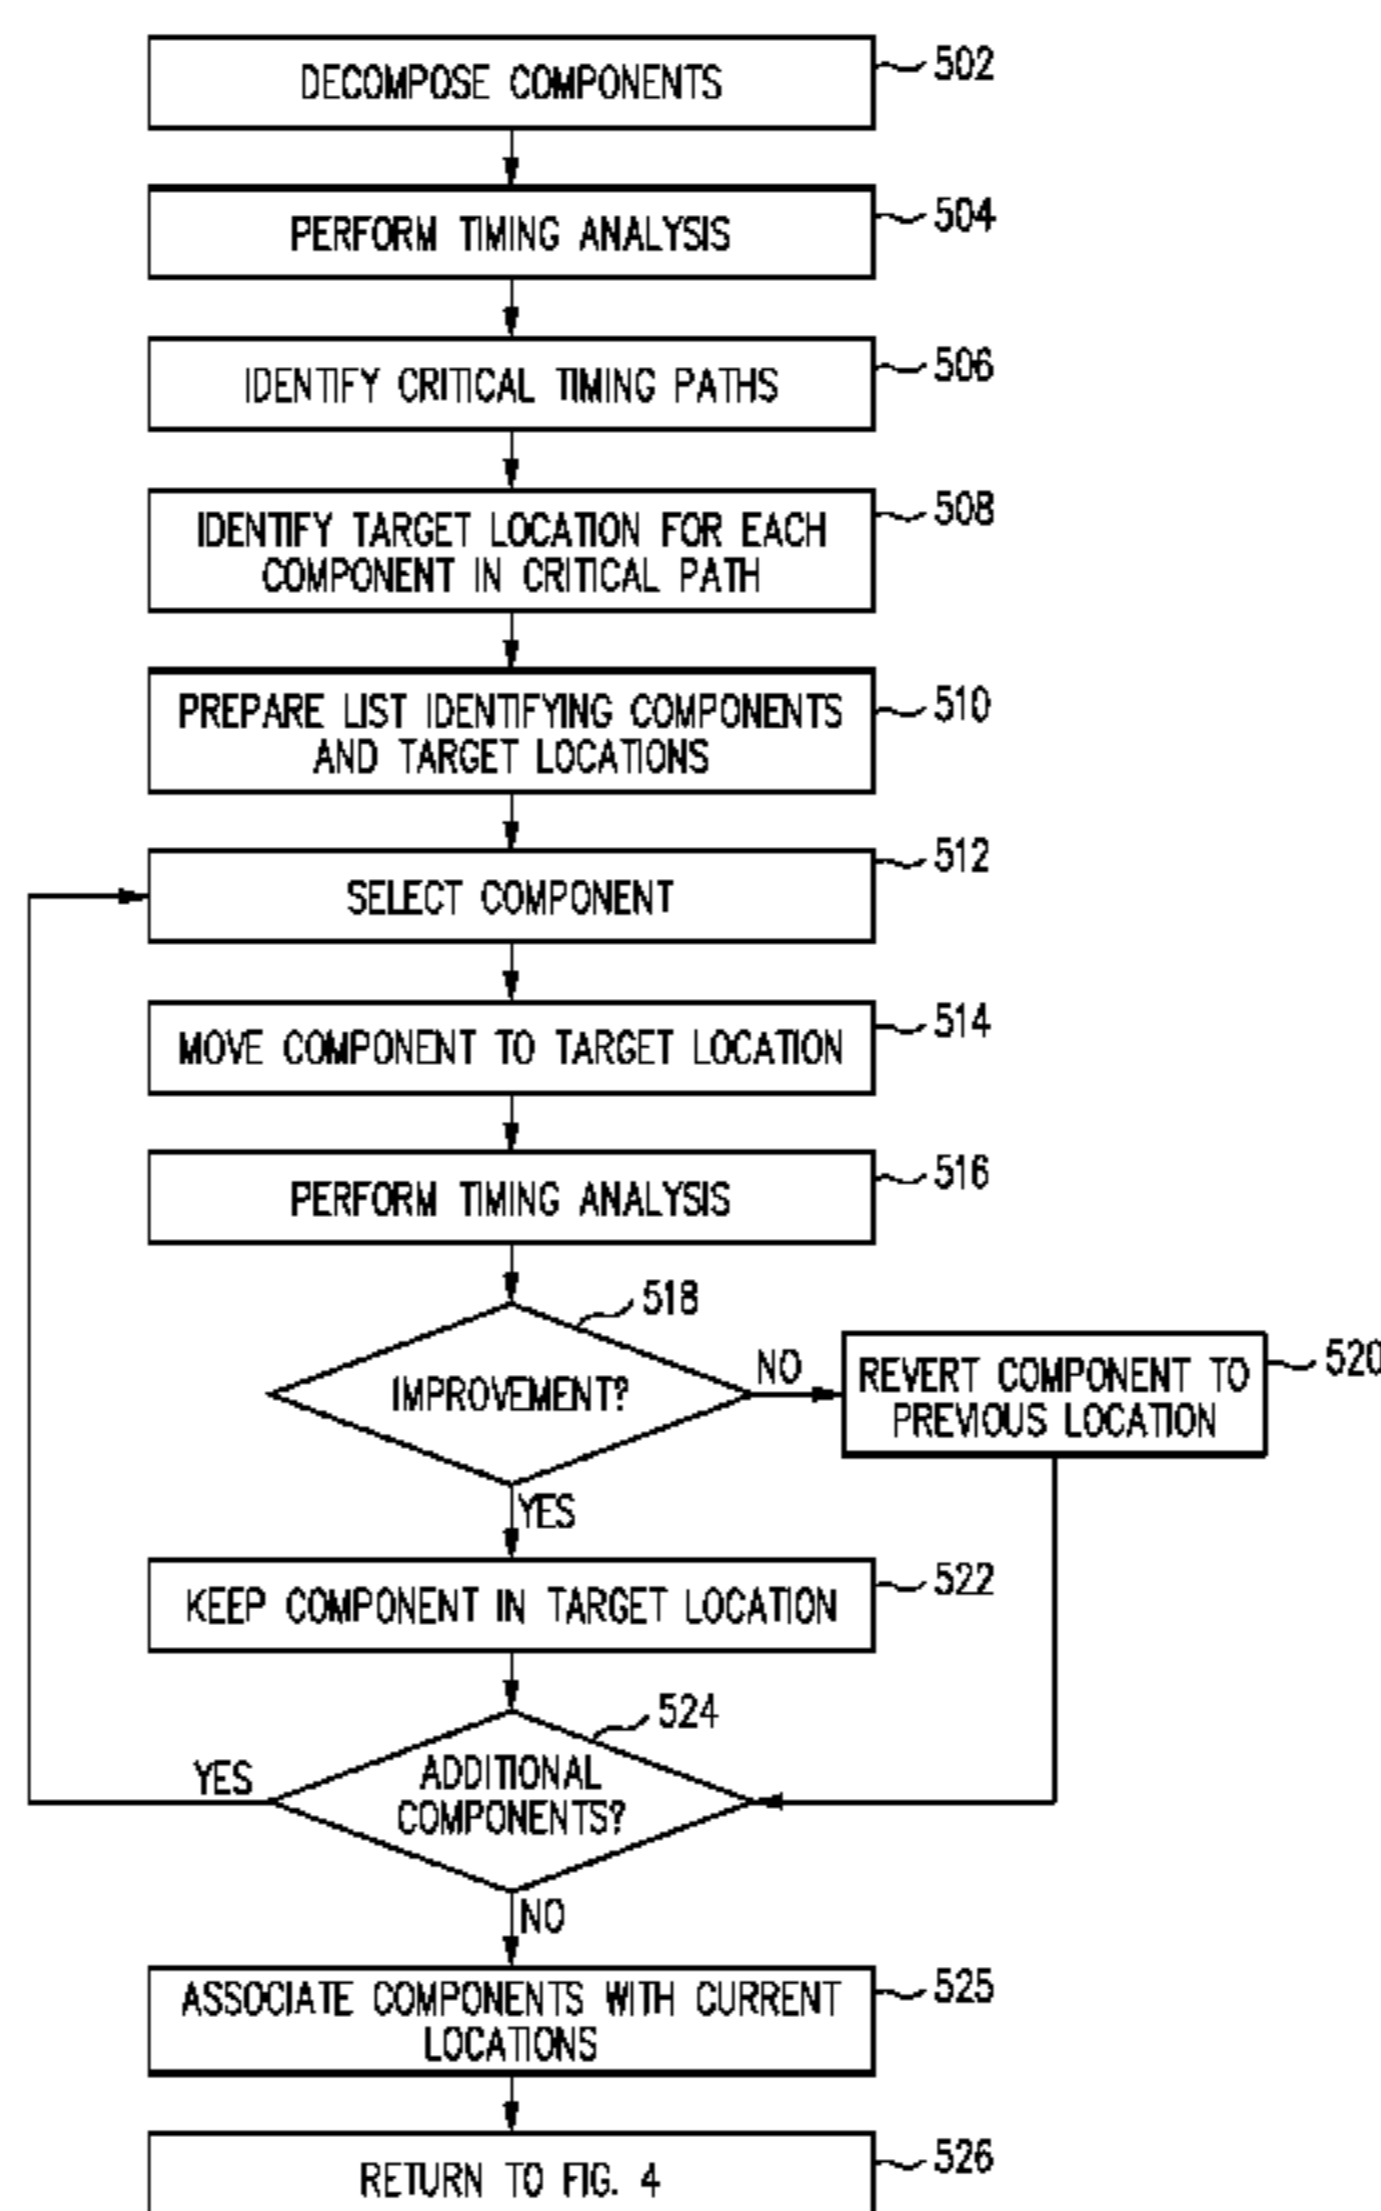 DECOMPOSE COMPONENTS
502
PERFORM TIMING ANALYSIS
504
IDENTIFY CRITICAL TIMING PATHS
506
IDENTIFY TARGET LOCATION FOR EACH
COMPONENT IN CRITICAL PATH
508
PREPARE LIST IDENTIFYING COMPONENTS
AND TARGET LOCATIONS
510
SELECT COMPONENT
512
MOVE COMPONENT TO TARGET LOCATION
514
PERFORM TIMING ANALYSIS
516
IMPROVEMENT?
518
NO
REVERT COMPONENT TO
PREVIOUS LOCATION
520
YES
KEEP COMPONENT IN TARGET LOCATION
522
ADDITIONAL
COMPONENTS?
524
YES
NO
ASSOCIATE COMPONENTS WITH CURRENT
LOCATIONS
525
RETURN TO FIG. 4
526